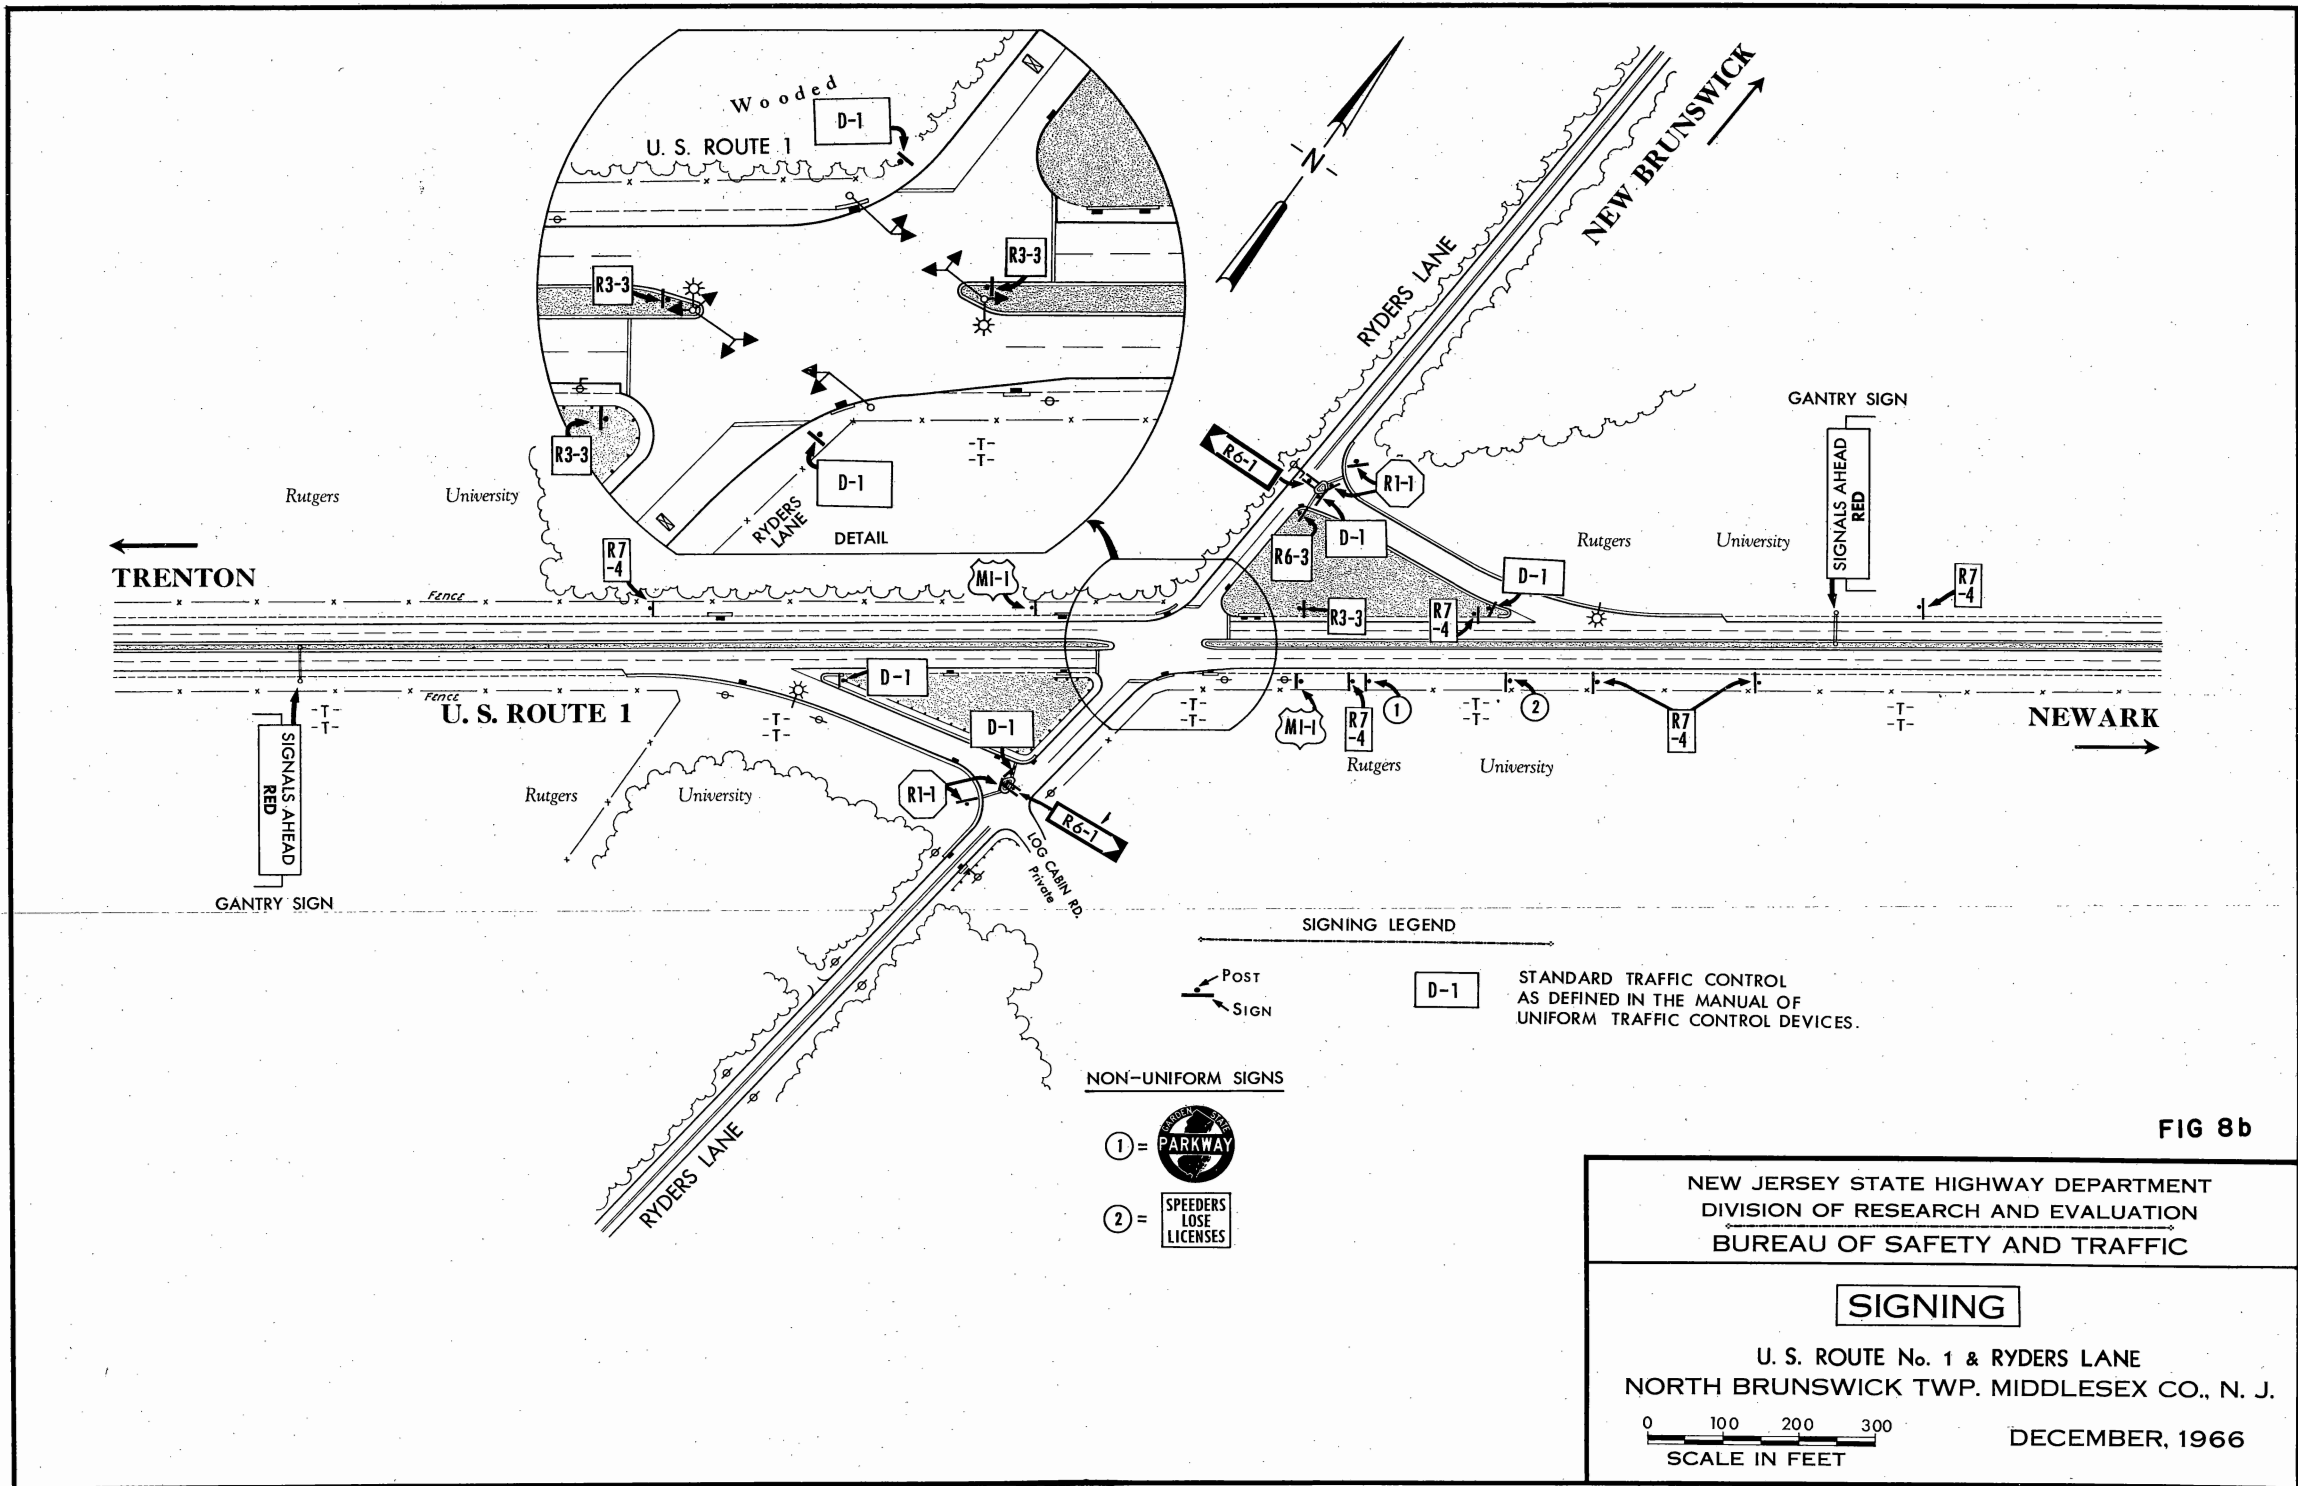 Wooded
D-1
U. S. ROUTE 1
R3-3
R3-3
R3-3
D-1
-T-
-T-
RYDERS
LANE
DETAIL
N
NEW BRUNSWICK
RYDERS LANE
GANTRY SIGN
SIGNALS AHEAD
RED
R6-1
R1-1
D-1
R6-3
Rutgers University
Rutgers University
D-1
R7
-4
TRENTON
R7
-4
MI-I
R3-3
R7
-4
Fence
Fence
D-1
U. S. ROUTE 1
-T-
-T-
-T-
-T-
D-1
-T-
-T-
MI-I
R7
-4
1
-T-
-T-
2
R7
-4
-T-
-T-
NEWARK
SIGNALS AHEAD
RED
GANTRY SIGN
Rutgers University
Rutgers University
R1-1
R6-1
LOG CABIN RD.
Private
RYDERS LANE
SIGNING LEGEND
POST
SIGN
D-1
STANDARD TRAFFIC CONTROL
AS DEFINED IN THE MANUAL OF
UNIFORM TRAFFIC CONTROL DEVICES.
NON-UNIFORM SIGNS
1 =
GARDEN STATE
PARKWAY
2 =
SPEEDERS
LOSE
LICENSES
FIG 8b
NEW JERSEY STATE HIGHWAY DEPARTMENT
DIVISION OF RESEARCH AND EVALUATION
BUREAU OF SAFETY AND TRAFFIC
SIGNING
U. S. ROUTE No. 1 & RYDERS LANE
NORTH BRUNSWICK TWP. MIDDLESEX CO., N. J.
0 100 200 300
SCALE IN FEET
DECEMBER, 1966